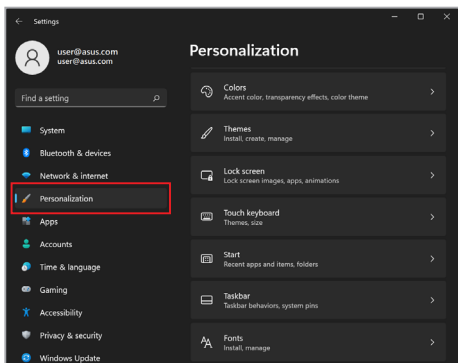 Settings
user@asus.com
user@asus.com
Find a setting
System
Bluetooth & devices
Network & internet
Personalization
Apps
Accounts
Time & language
Gaming
Accessibility
Privacy & security
Windows Update
Personalization
Colors
Accent color, transparency effects, color theme
Themes
Install, create, manage
Lock screen
Lock screen images, apps, animations
Touch keyboard
Themes, size
Start
Recent apps and items, folders
Taskbar
Taskbar behaviors, system pins
Fonts
Install, manage